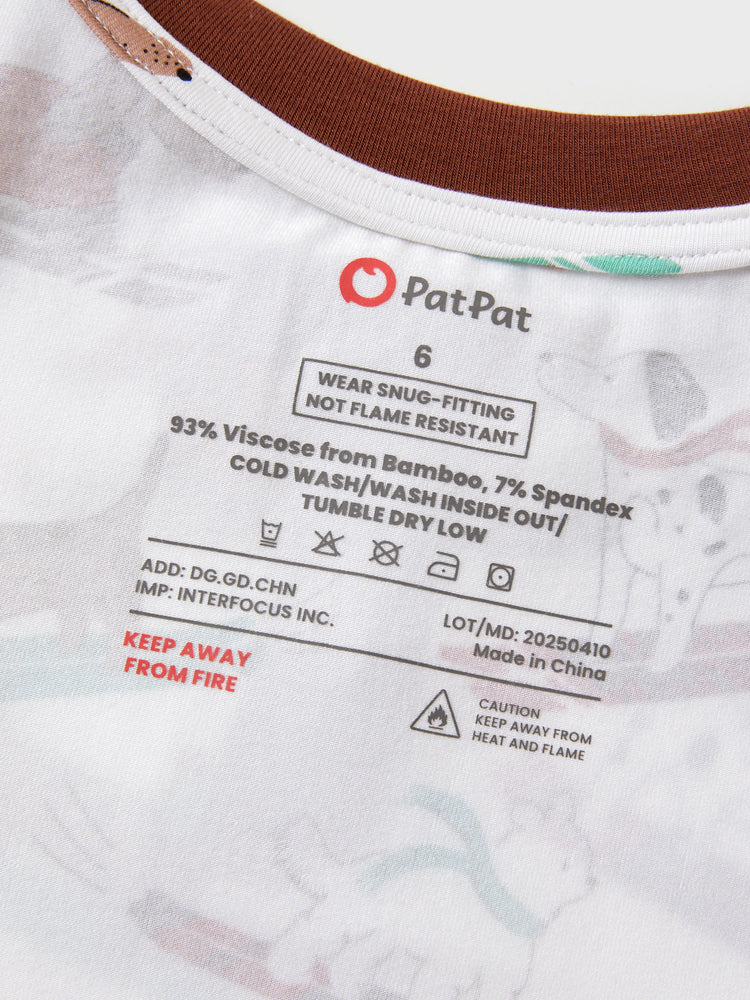 PatPat
6
WEAR SNUG-FITTING
NOT FLAME RESISTANT
93% Viscose from Bamboo, 7% Spandex
COLD WASH/WASH INSIDE OUT/
TUMBLE DRY LOW
ADD: DG.GD.CHN
IMP: INTERFOCUS INC.
LOT/MD: 20250410
Made in China
KEEP AWAY
FROM FIRE
CAUTION
KEEP AWAY FROM
HEAT AND FLAME